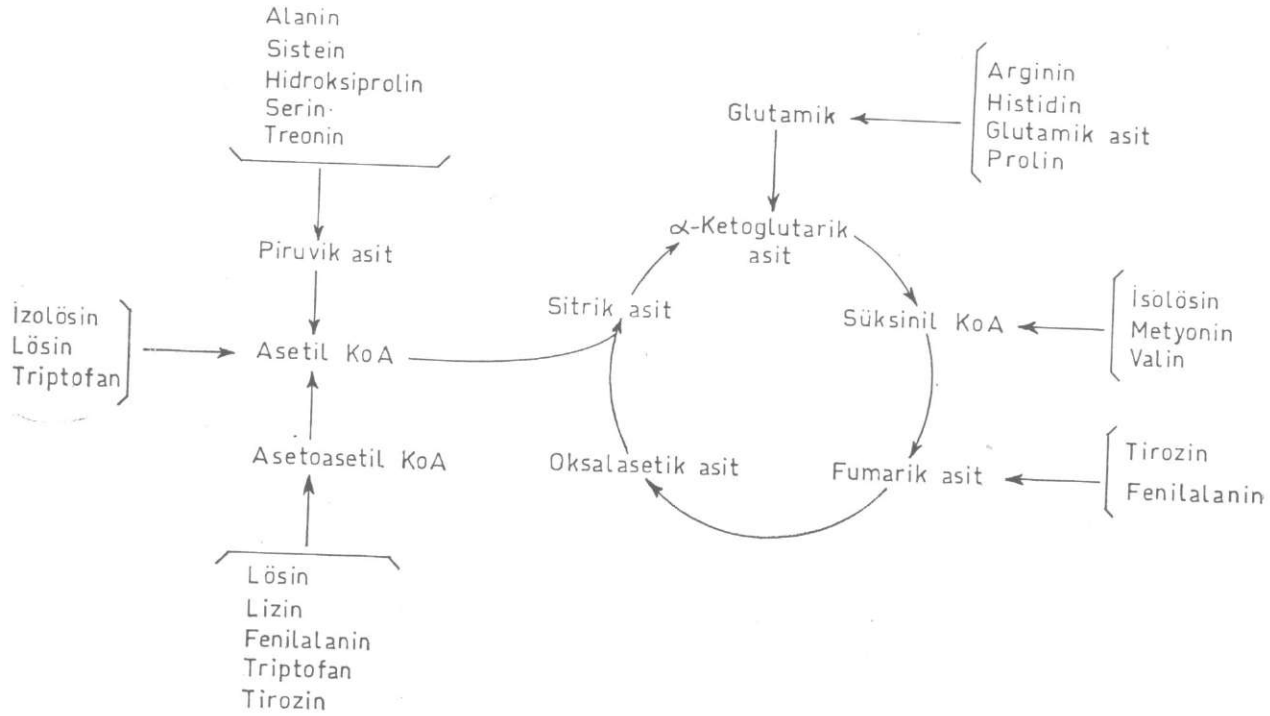 Alanin
Sistein
Hidroksiprolin
Serin
Treonin
Piruvik asit
İzolösin
Lösin
Triptofan
Asetil KoA
Asetoasetil KoA
Lösin
Lizin
Fenilalanin
Triptofan
Tirozin
Glutamik
Arginin
Histidin
Glutamik asit
Prolin
α-Ketoglutarik
asit
Sitrik asit
Süksinil KoA
İsolösin
Metyonin
Valin
Oksalasetik asit
Fumarik asit
Tirozin
Fenilalanin